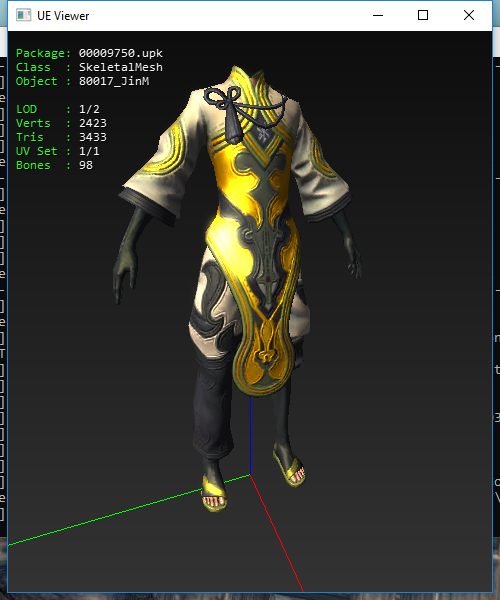 UE Viewer
Package: 00009750.upk
Class : SkeletalMesh
Object : 80017_JinM
LOD : 1/2
Verts : 2423
Tris : 3433
UV Set : 1/1
Bones : 98